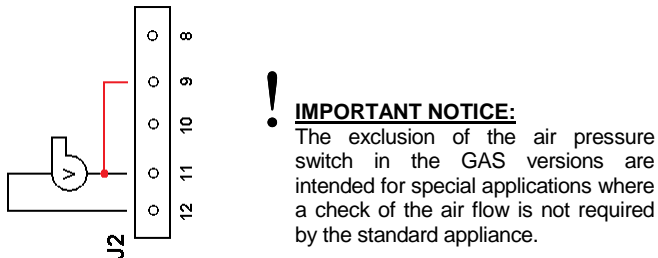 8
9
10
11
12
J2
V
!
IMPORTANT NOTICE:
The exclusion of the air pressure
switch in the GAS versions are
intended for special applications where
a check of the air flow is not required
by the standard appliance.